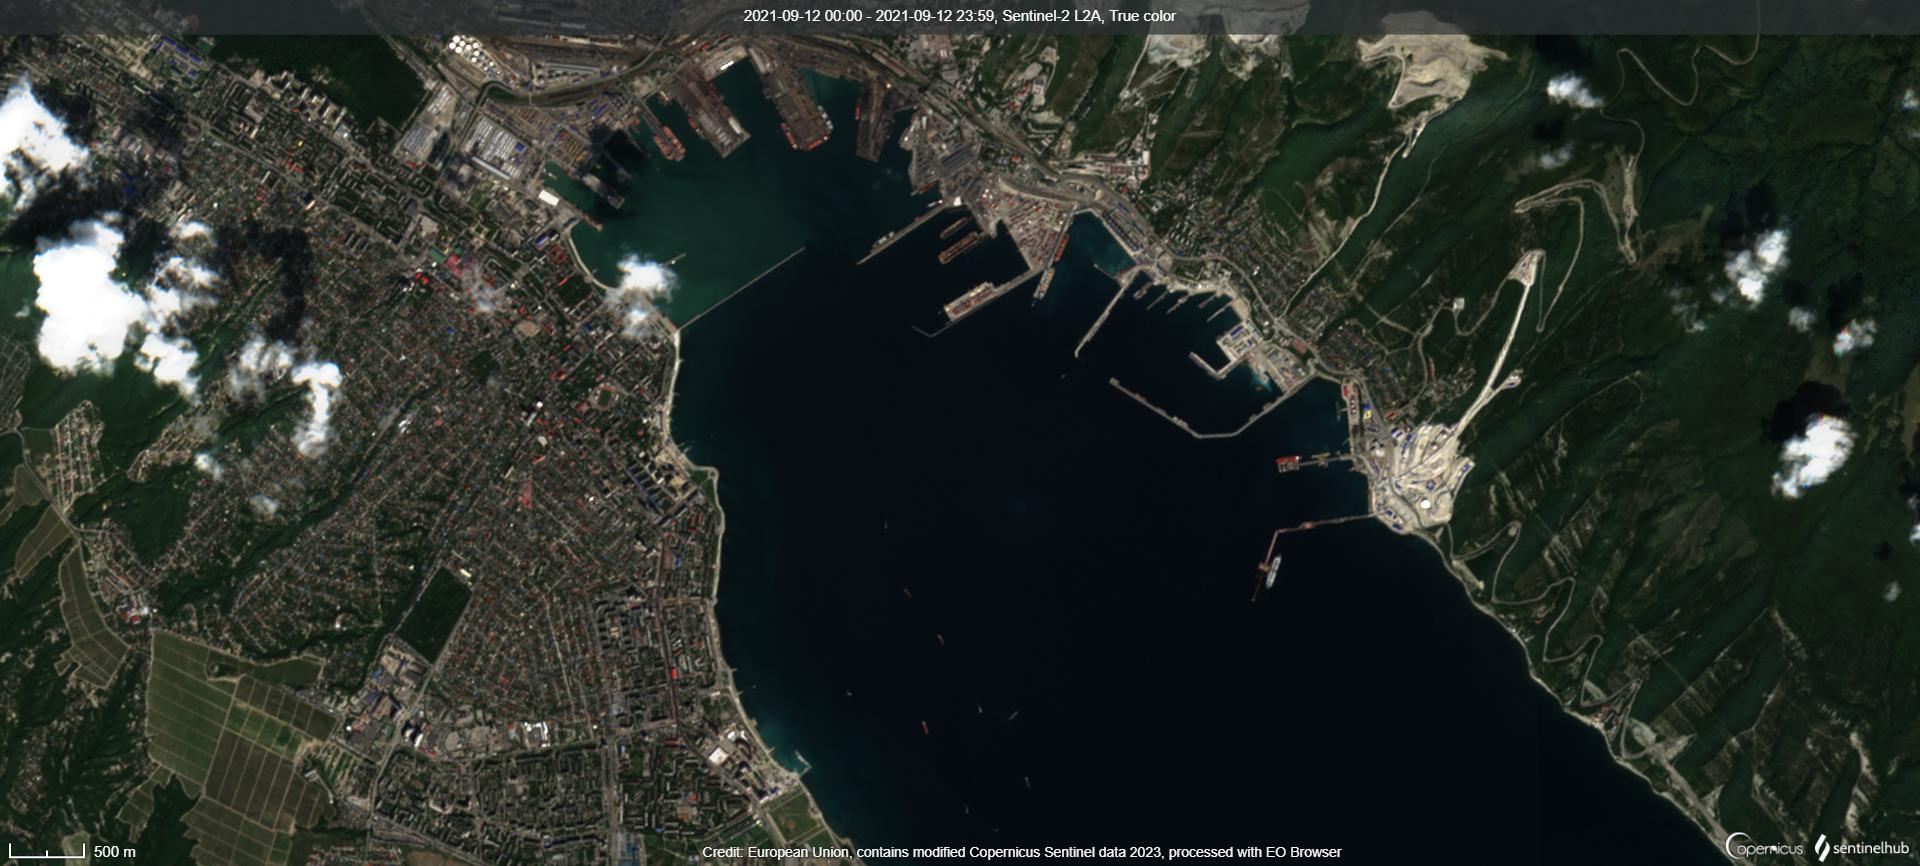 2021-09-12 00:00 - 2021-09-12 23:59, Sentinel-2 L2A, True color
500 m
Credit: European Union, contains modified Copernicus Sentinel data 2023, processed with EO Browser
opernicus
sentinelhub